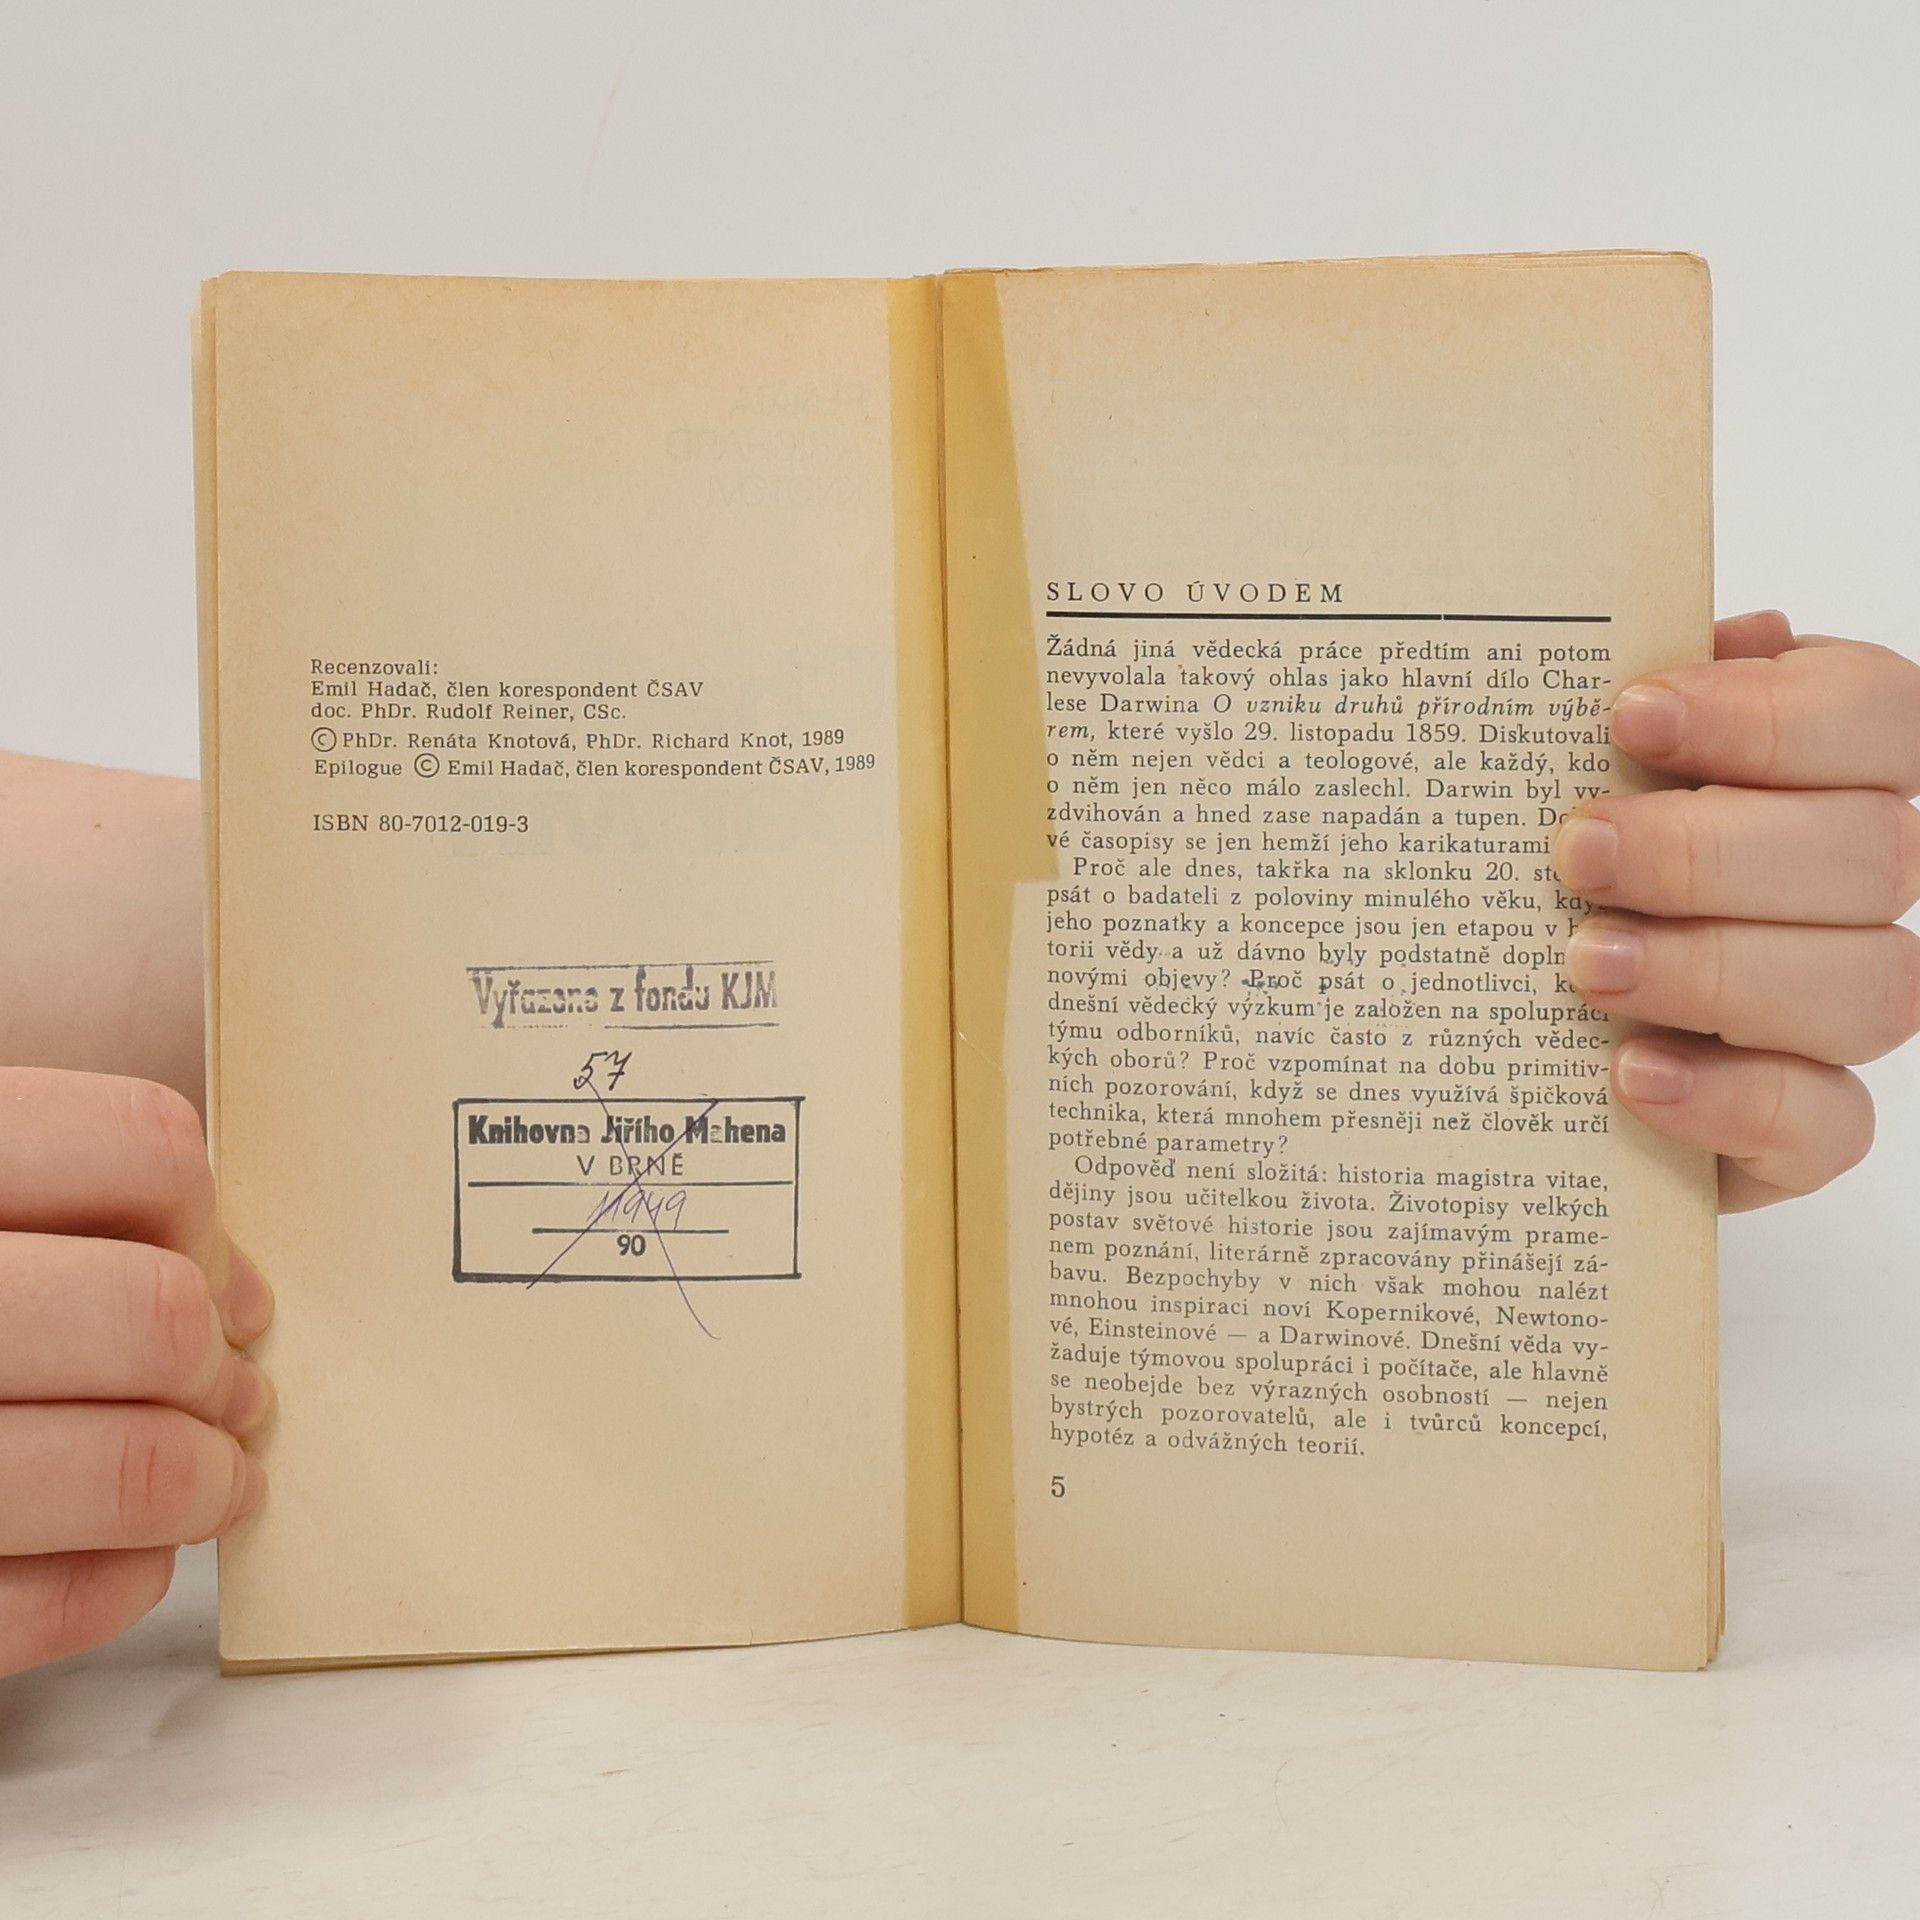 Recenzovali:
Emil Hadač, člen korespondent ČSAV
doc. PhDr. Rudolf Reiner, CSc.
© PhDr. Renáta Knotová, PhDr. Richard Knot, 1989
Epilogue © Emil Hadač, člen korespondent ČSAV, 1989
ISBN 80-7012-019-3
Vyřazeno z fondu KJM
57
Knihovna Jiřího Mahena
V BRNĚ
90
SLOVO ÚVODEM
Žádná jiná vědecká práce předtím ani potom
nevyvolala takový ohlas jako hlavní dílo Char-
lese Darwina O vzniku druhů přírodním výbě-
rem, které vyšlo 29. listopadu 1859. Diskutovali
o něm nejen vědci a teologové, ale každý, kdo
o něm jen něco málo zaslechl. Darwin byl vy-
zdvihován a hned zase napadán a tupen.
vé časopisy se jen hemží jeho karikaturami
Proč ale dnes, takřka na sklonku 20.
psát o badateli z poloviny minulého věku, když
jeho poznatky a koncepce jsou jen etapou v
torii vědy a už dávno byly podstatně
novými objevy? Proč psát o jednotlivci,
dnešní vědecký výzkum je založen na spolupráci
týmu odborníků, navíc často z různých vědec-
kých oborů? Proč vzpomínat na dobu primitiv-
ních pozorování, když se dnes využívá špičková
technika, která mnohem přesněji než člověk určí
potřebné parametry?
Odpověď není složitá: historia magistra vitae,
dějiny jsou učitelkou života. Životopisy velkých
postav světové historie jsou zajímavým prame-
nem poznání, literárně zpracovány přinášejí zá-
bavu. Bezpochyby v nich však mohou nalézt
mnohou inspiraci noví Kopernikové, Newtono-
vé, Einsteinové — a Darwinové. Dnešní věda vy-
žaduje týmovou spolupráci i počítače, ale hlavně
se neobejde bez výrazných osobností — nejen
bystrých pozorovatelů, ale i tvůrců koncepcí,
hypotéz a odvážných teorií.
5